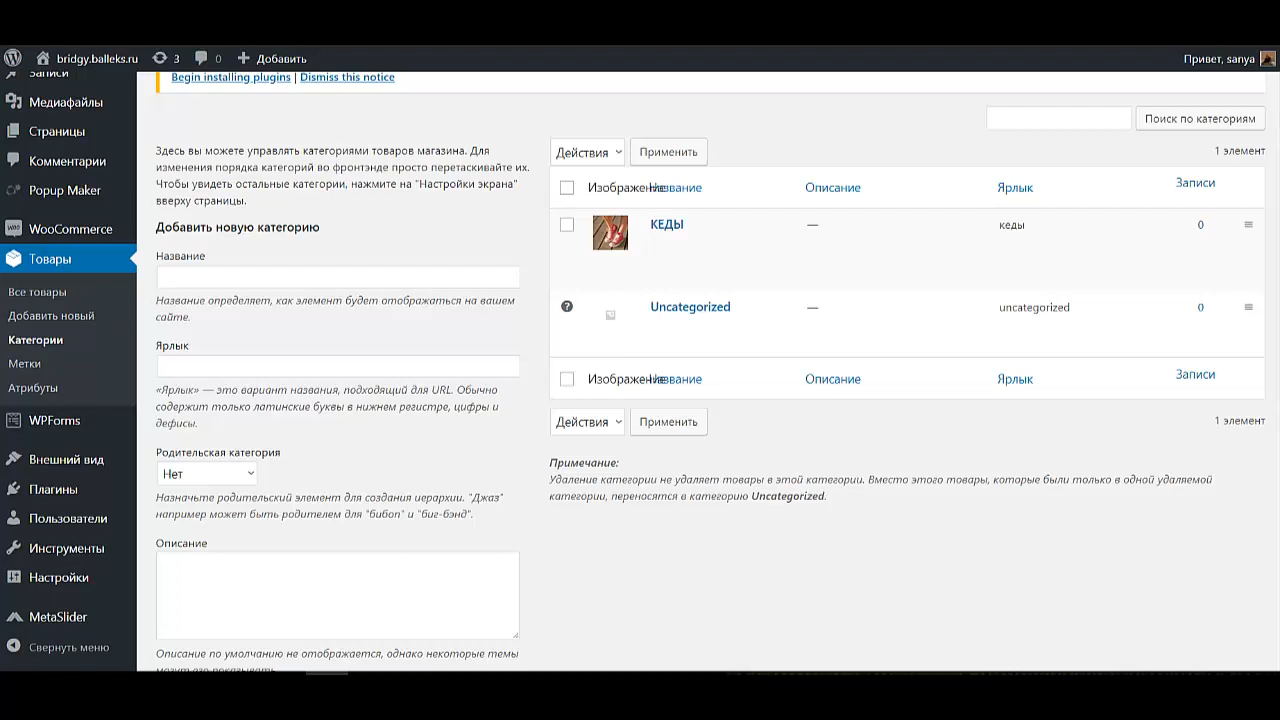 bridgy.balleks.ru 3 0 Добавить Привет, sanya
Записи
Медиафайлы
Страницы
Комментарии
Popup Maker
WooCommerce
Товары
Все товары
Добавить новый
Категории
Метки
Атрибуты
WPForms
Внешний вид
Плагины
Пользователи
Инструменты
Настройки
MetaSlider
Свернуть меню
Begin installing plugins | Dismiss this notice
Поиск по категориям
Здесь вы можете управлять категориями товаров магазина. Для
изменения порядка категорий во фронтэнде просто перетаскивайте их.
Чтобы увидеть остальные категории, нажмите на "Настройки экрана"
вверху страницы.
Добавить новую категорию
Название
Название определяет, как элемент будет отображаться на вашем
сайте.
Ярлык
«Ярлык» — это вариант названия, подходящий для URL. Обычно
содержит только латинские буквы в нижнем регистре, цифры и
дефисы.
Родительская категория
Нет
Назначьте родительский элемент для создания иерархии. "Джаз"
например может быть родителем для "бибоп" и "биг-бэнд".
Описание
Описание по умолчанию не отображается, однако некоторые темы
могут его показывать.
Действия Применить 1 элемент
Изображение Название Описание Ярлык Записи
КЕДЫ — кеды 0
Uncategorized — uncategorized 0
Изображение Название Описание Ярлык Записи
Действия Применить 1 элемент
Примечание:
Удаление категории не удаляет товары в этой категории. Вместо этого товары, которые были только в одной удаляемой
категории, переносятся в категорию Uncategorized.